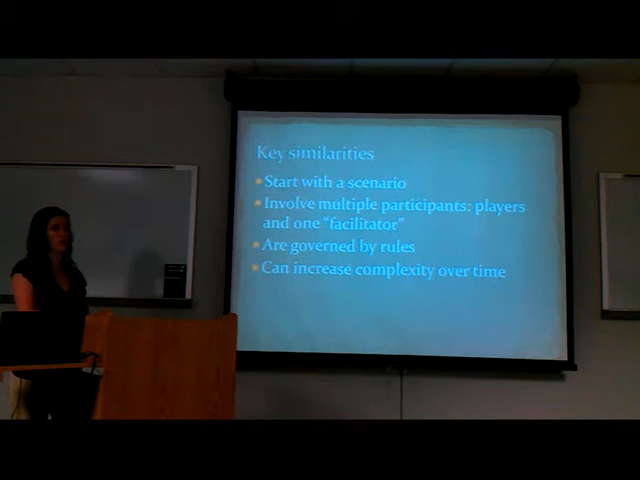 Key similarities
Start with a scenario
Involve multiple participants: players
and one “facilitator”
Are governed by rules
Can increase complexity over time